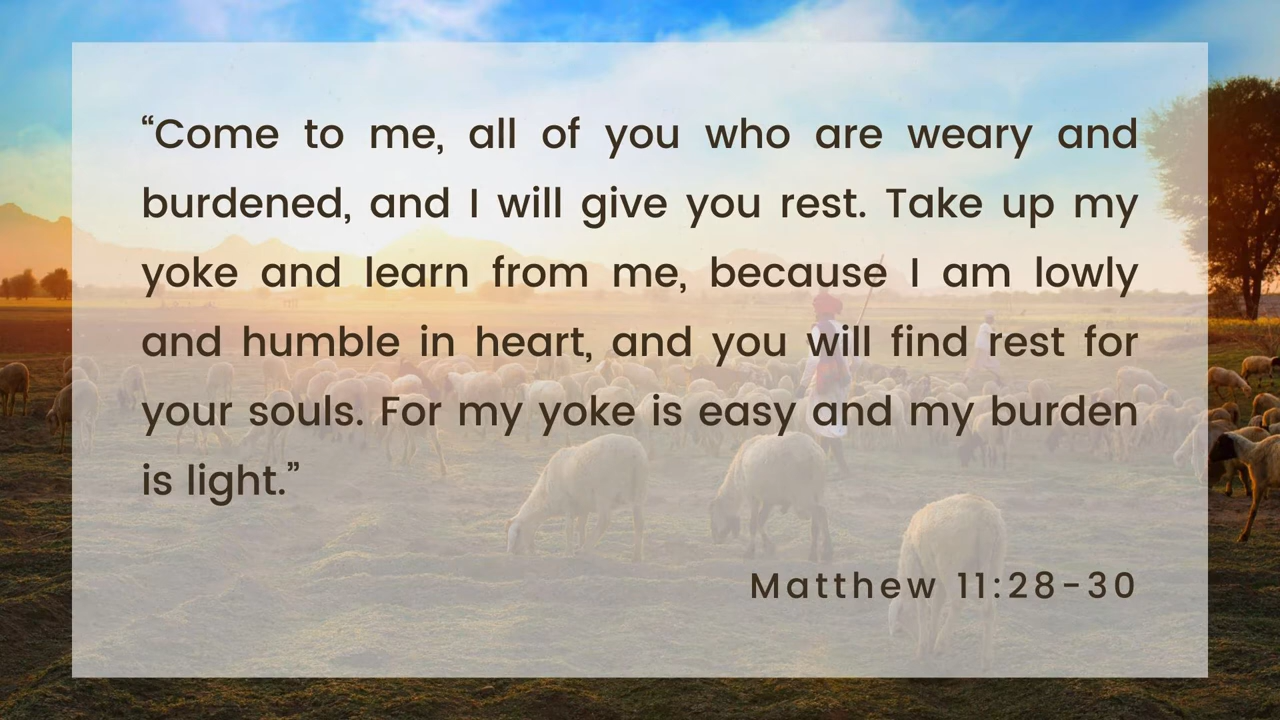 “Come to me, all of you who are weary and
burdened, and I will give you rest. Take up my
yoke and learn from me, because I am lowly
and humble in heart, and you will find rest for
your souls. For my yoke is easy and my burden
is light.”
Matthew 11:28-30